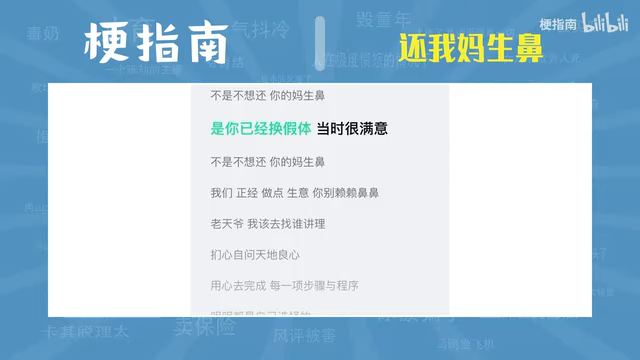 梗指南 bilibili
梗指南
还我妈生鼻
喜奶
气抖冷
毁童年
不是不想还 你的妈生鼻
是你已经换假体 当时很满意
不是不想还 你的妈生鼻
我们 正经 做点 生意 你别赖赖鼻鼻
老天爷 我该去找谁讲理
扪心自问天地良心
用心去完成 每一项步骤与程序
卖保险
风评被害